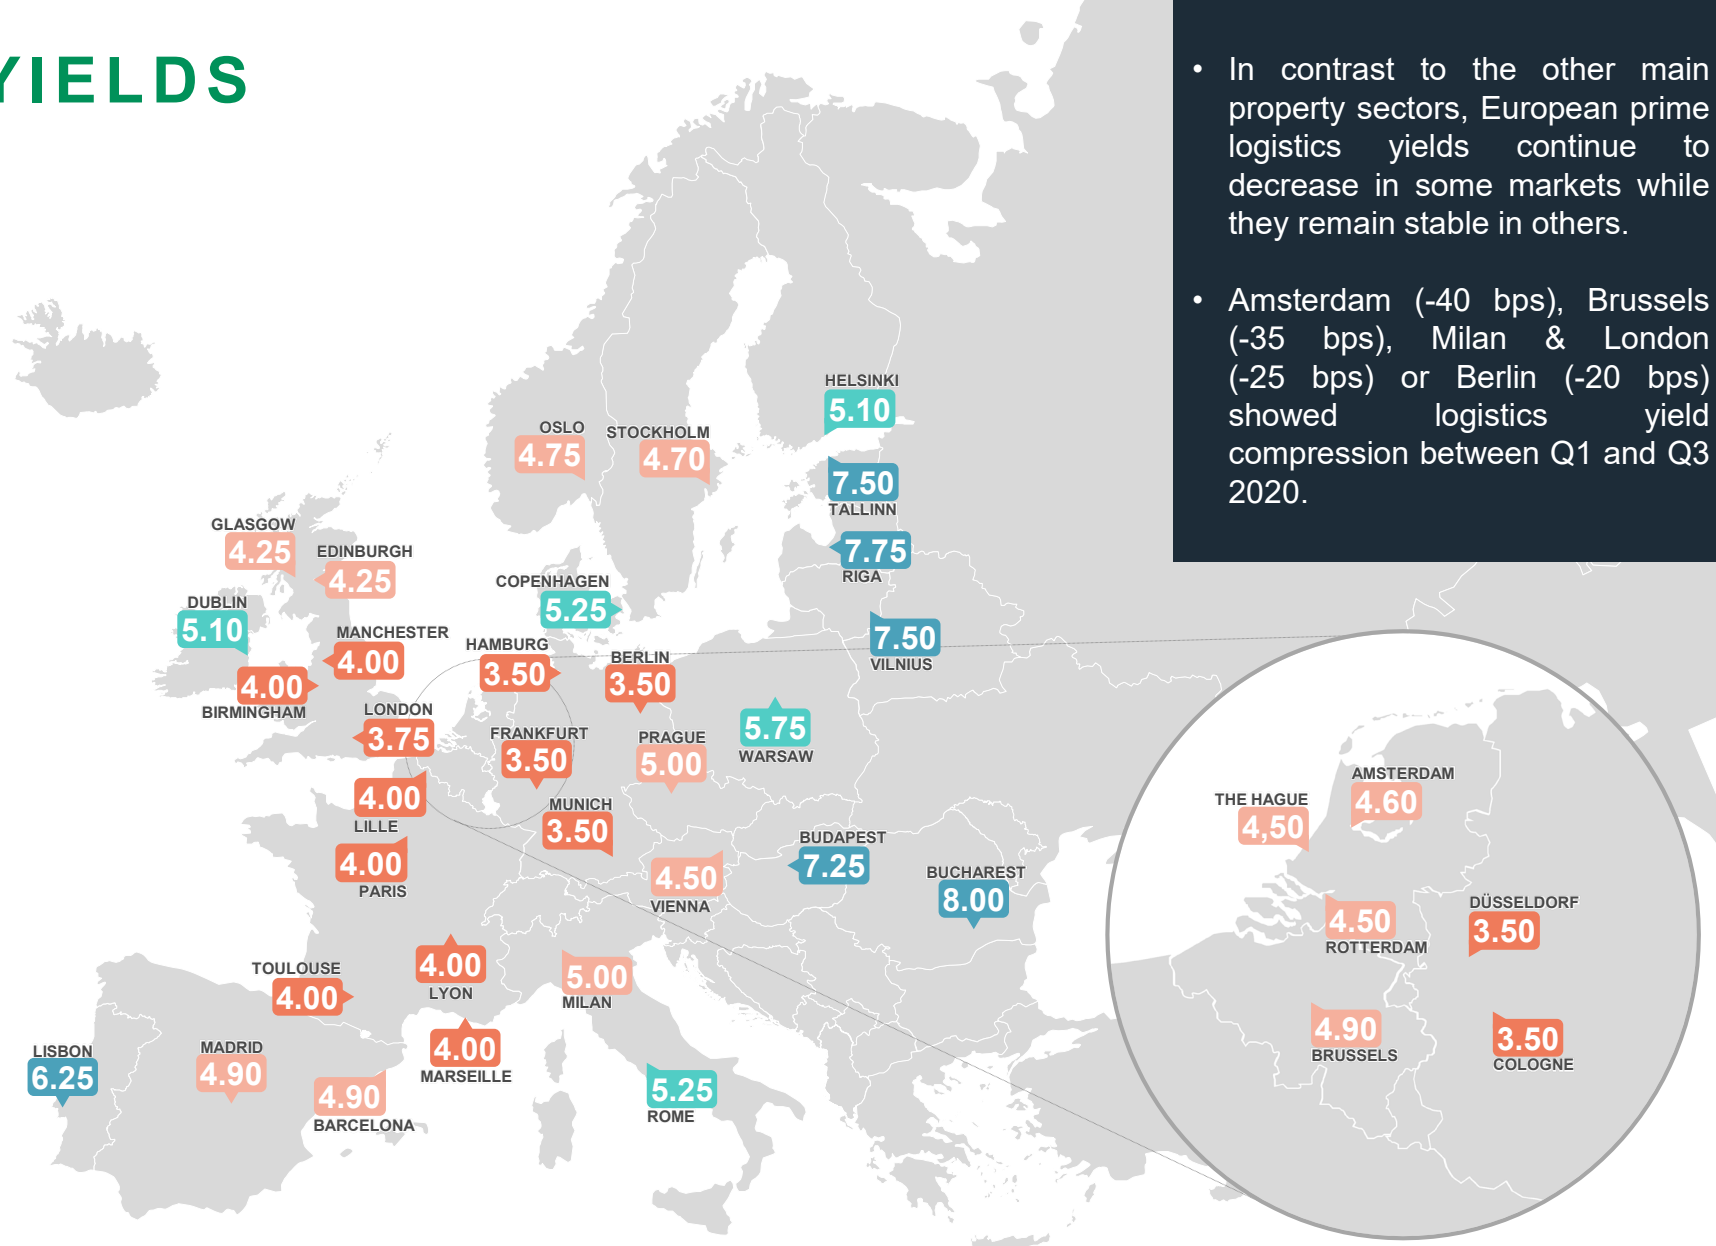 YIELDS
• In contrast to the other main
property sectors, European prime
logistics yields continue to
decrease in some markets while
they remain stable in others.
• Amsterdam (-40 bps), Brussels
(-35 bps), Milan & London
(-25 bps) or Berlin (-20 bps)
showed logistics yield
compression between Q1 and Q3
2020.
HELSINKI
5.10
OSLO
4.75
STOCKHOLM
4.70
7.50
TALLINN
GLASGOW
4.25
EDINBURGH
4.25
7.75
RIGA
COPENHAGEN
5.25
DUBLIN
5.10
MANCHESTER
4.00
HAMBURG
3.50
BERLIN
3.50
7.50
VILNIUS
4.00
BIRMINGHAM
LONDON
3.75
FRANKFURT
3.50
PRAGUE
5.00
5.75
WARSAW
4.00
LILLE
MUNICH
3.50
4.00
PARIS
4.50
VIENNA
BUDAPEST
7.25
BUCHAREST
8.00
TOULOUSE
4.00
4.00
LYON
5.00
MILAN
LISBON
6.25
MADRID
4.90
4.90
BARCELONA
4.00
MARSEILLE
5.25
ROME
AMSTERDAM
4.60
THE HAGUE
4,50
4.50
ROTTERDAM
DÜSSELDORF
3.50
4.90
BRUSSELS
3.50
COLOGNE